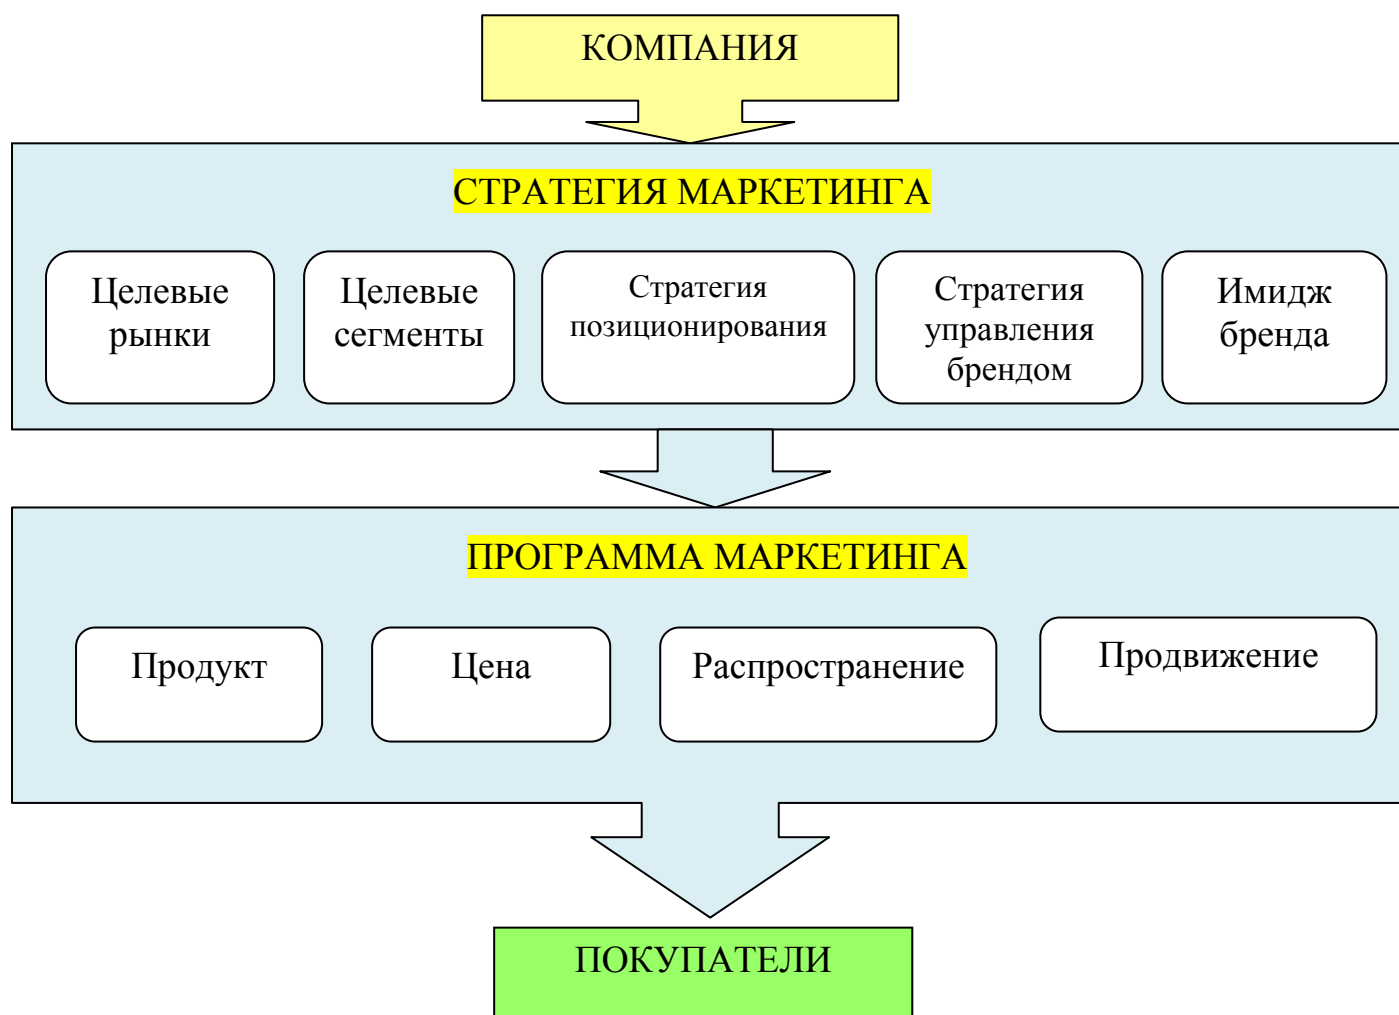 КОМПАНИЯ
СТРАТЕГИЯ МАРКЕТИНГА
Целевые
рынки
Целевые
сегменты
Стратегия
позиционирования
Стратегия
управления
брендом
Имидж
бренда
ПРОГРАММА МАРКЕТИНГА
Продукт
Цена
Распространение
Продвижение
ПОКУПАТЕЛИ